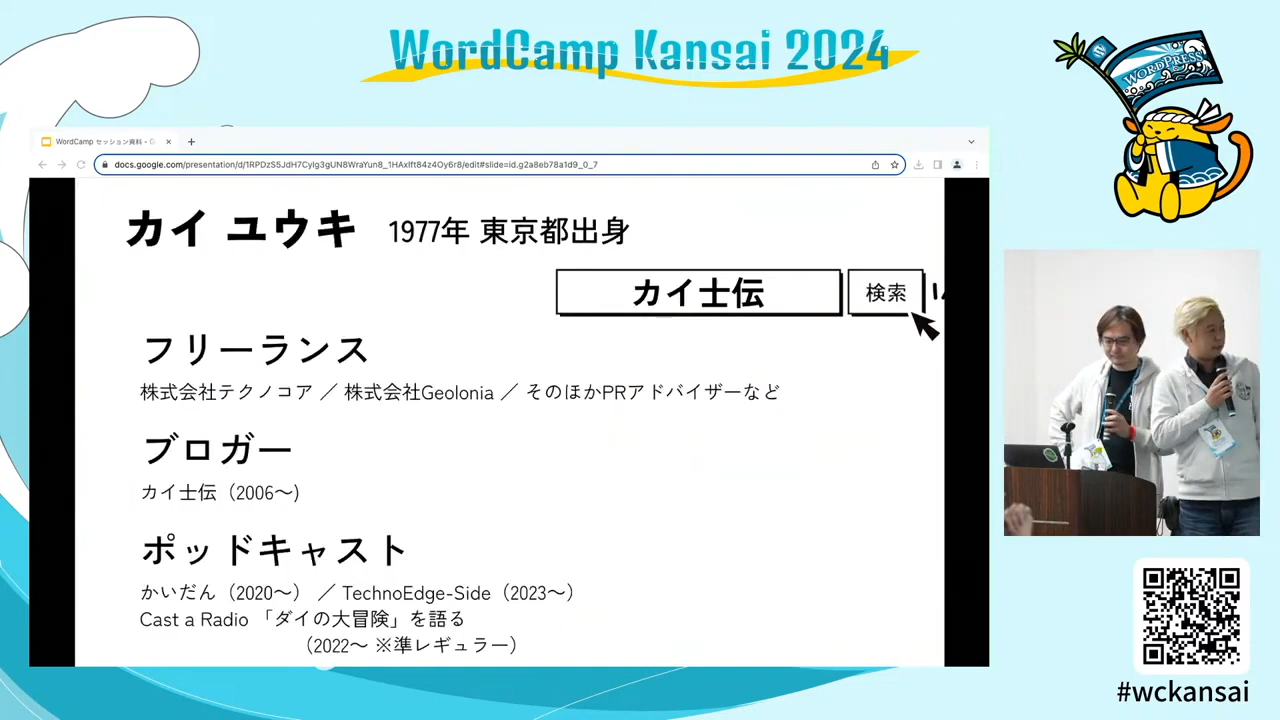 WordCamp Kansai 2024
WORDPRESS
WordCamp セッション資料 - G
docs.google.com/presentation/d/1RPDzS5JdH7CyIg3gUN8WraYun8_1HAxIft84z4Oy6r8/edit#slide=id.g2a8eb78a1d9_0_7
カイ ユウキ 1977年 東京都出身
カイ士伝 検索
フリーランス
株式会社テクノコア ／ 株式会社Geolonia ／ そのほかPRアドバイザーなど
ブロガー
カイ士伝（2006〜)
ポッドキャスト
かいだん（2020〜） ／ TechnoEdge-Side（2023〜）
Cast a Radio 「ダイの大冒険」を語る
（2022〜 ※準レギュラー）
#wckansai